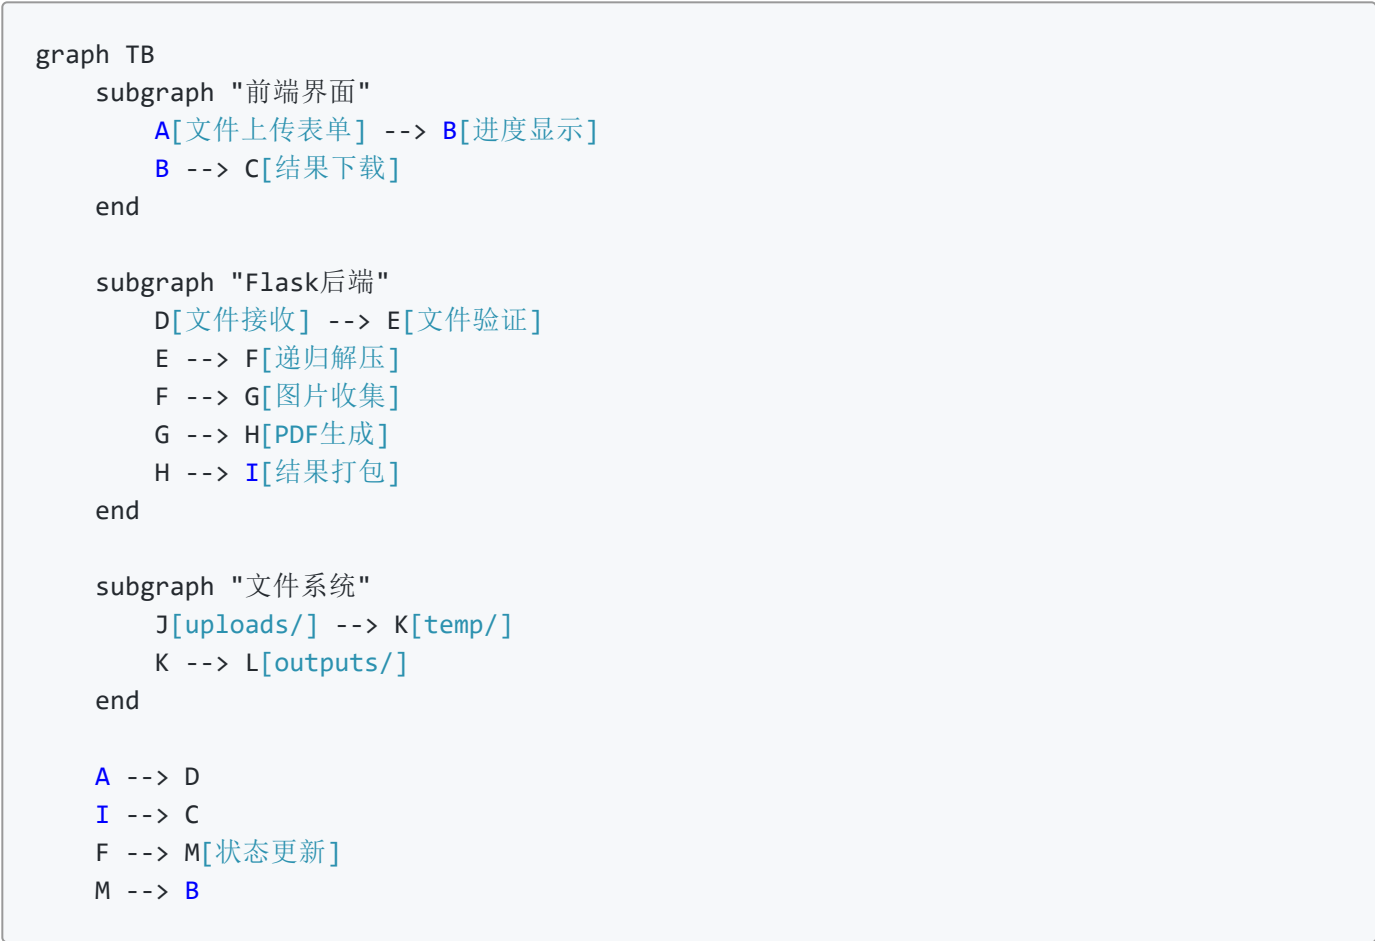 graph TB
    subgraph "前端界面"
        A[文件上传表单] --> B[进度显示]
        B --> C[结果下载]
    end

    subgraph "Flask后端"
        D[文件接收] --> E[文件验证]
        E --> F[递归解压]
        F --> G[图片收集]
        G --> H[PDF生成]
        H --> I[结果打包]
    end

    subgraph "文件系统"
        J[uploads/] --> K[temp/]
        K --> L[outputs/]
    end

    A --> D
    I --> C
    F --> M[状态更新]
    M --> B